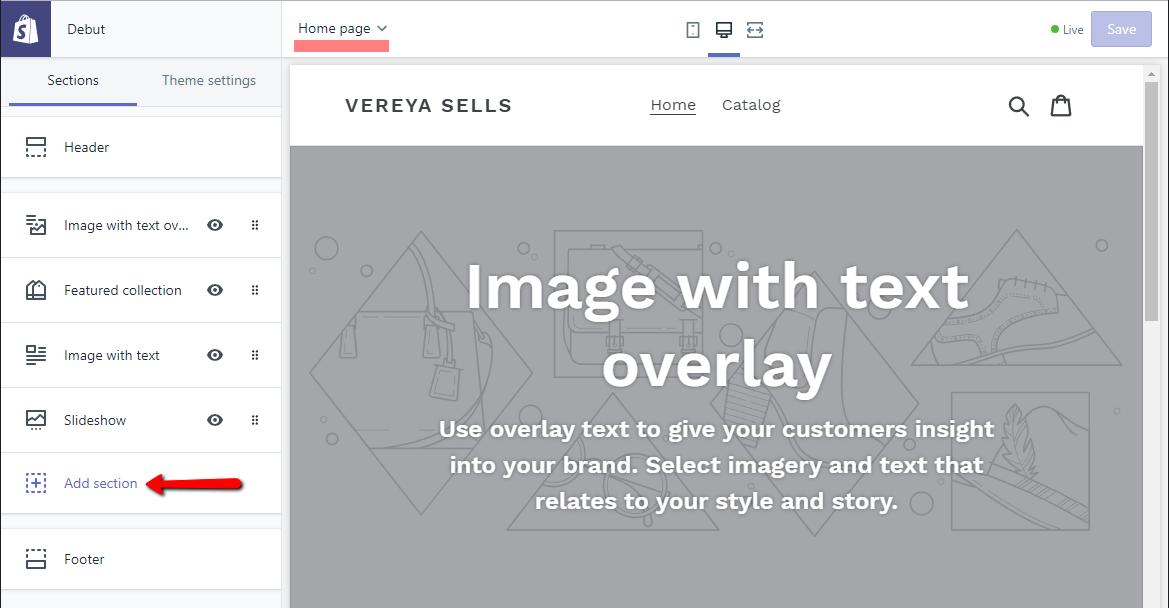 Debut
Home page
Live
Save
Sections
Theme settings
Header
Image with text ov...
Featured collection
Image with text
Slideshow
Add section
Footer
VEREYA SELLS
Home
Catalog
Image with text
overlay
Use overlay text to give your customers insight
into your brand. Select imagery and text that
relates to your style and story.